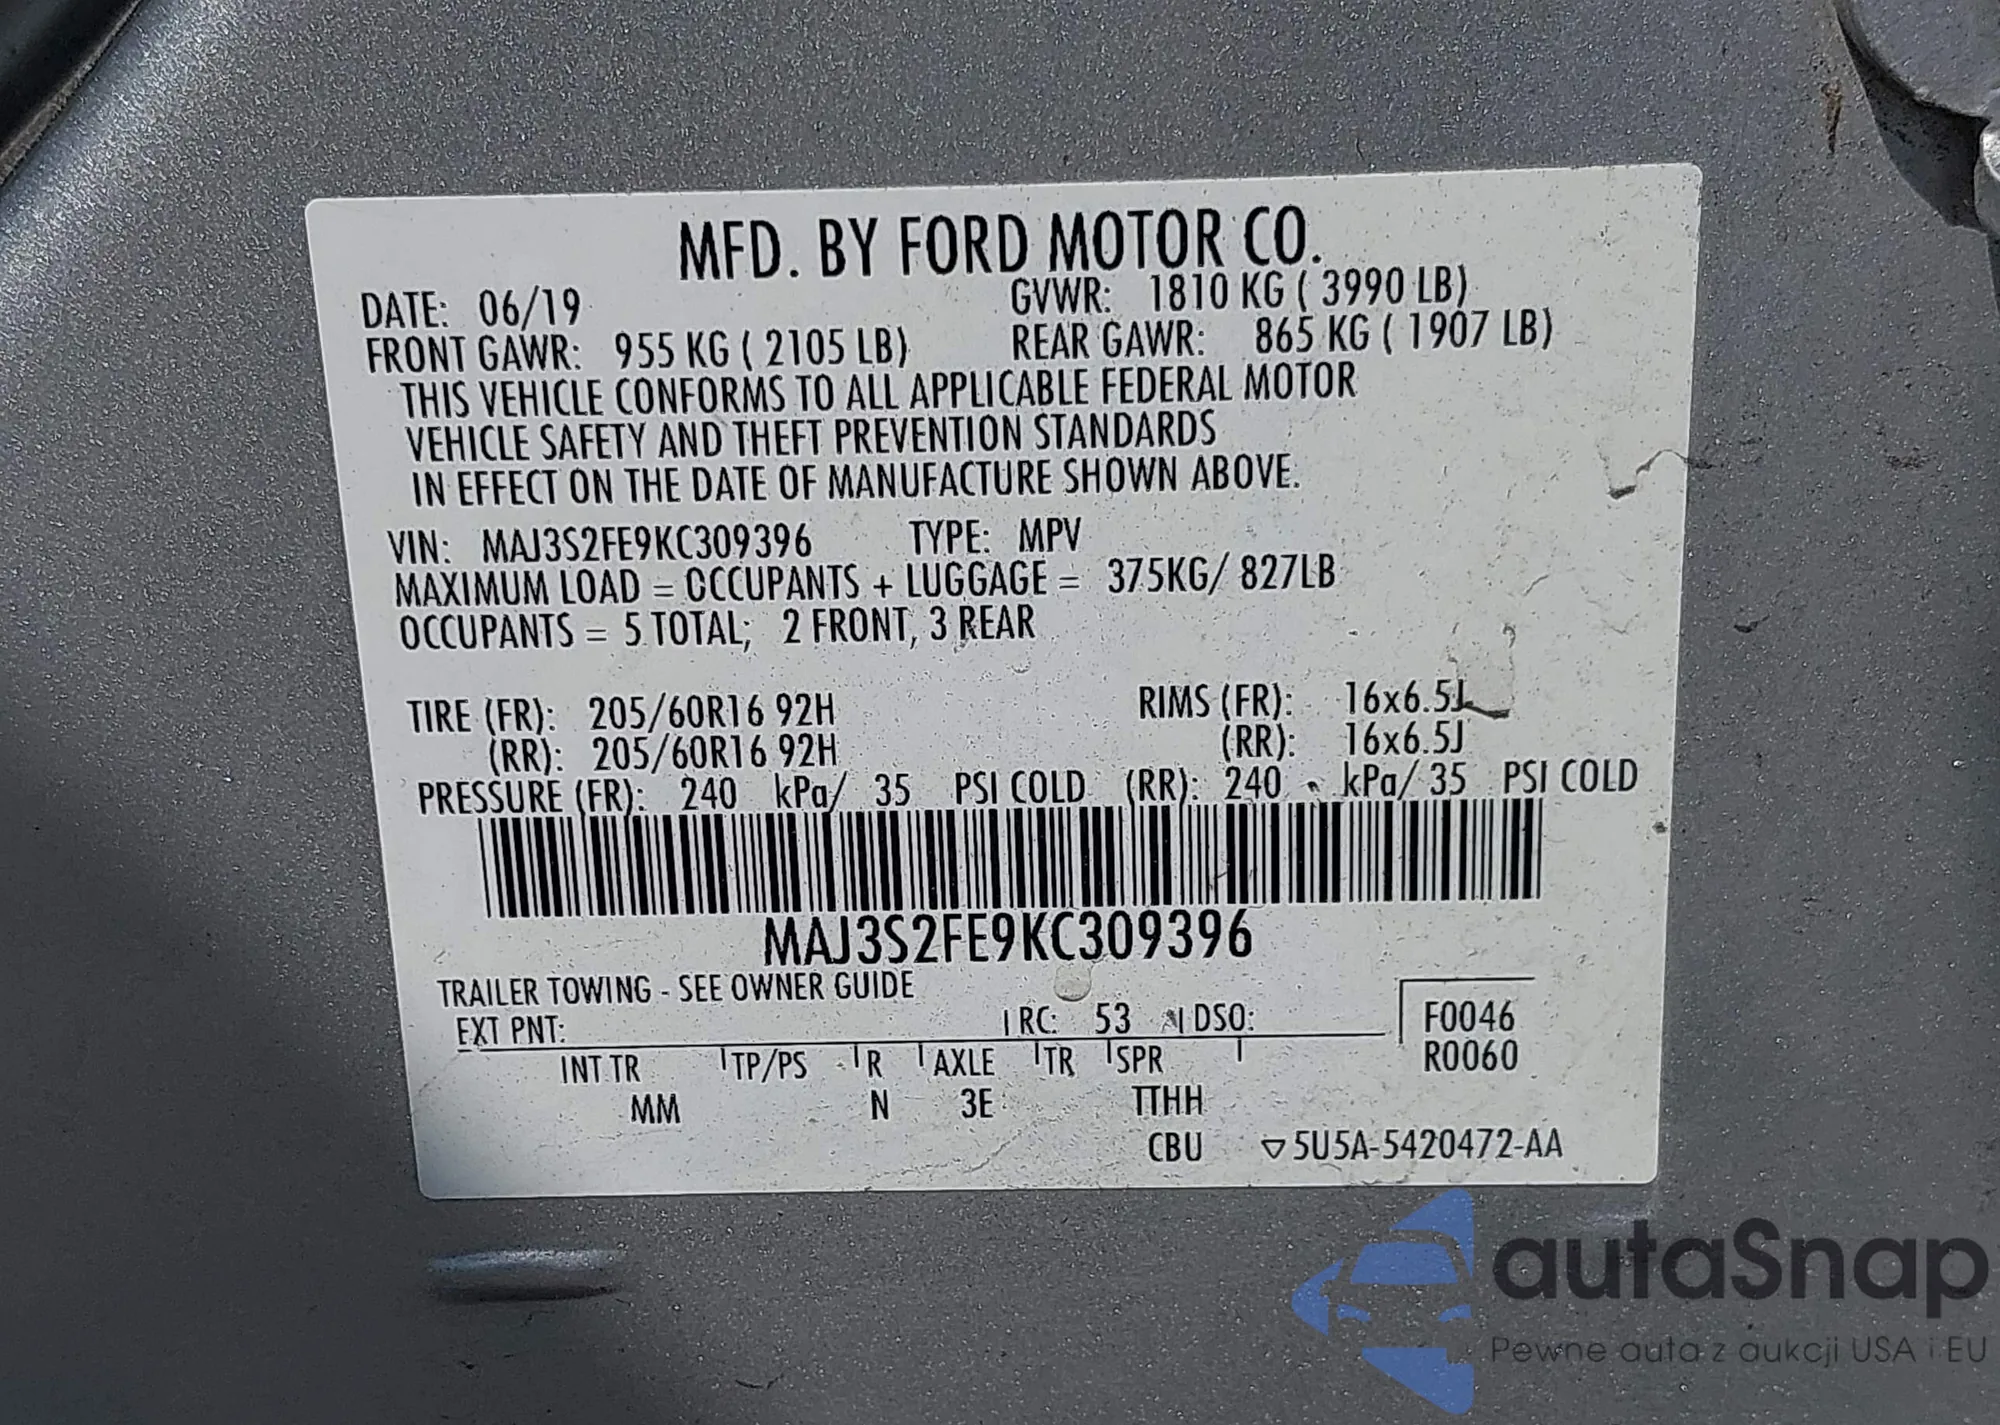 MFD. BY FORD MOTOR CO.
DATE: 06/19 GVWR: 1810 KG ( 3990 LB)
FRONT GAWR: 955 KG ( 2105 LB) REAR GAWR: 865 KG ( 1907 LB)
THIS VEHICLE CONFORMS TO ALL APPLICABLE FEDERAL MOTOR
VEHICLE SAFETY AND THEFT PREVENTION STANDARDS
IN EFFECT ON THE DATE OF MANUFACTURE SHOWN ABOVE.
VIN: MAJ3S2FE9KC309396 TYPE: MPV
MAXIMUM LOAD = OCCUPANTS + LUGGAGE = 375KG/ 827LB
OCCUPANTS = 5 TOTAL; 2 FRONT, 3 REAR
TIRE (FR): 205/60R16 92H RIMS (FR): 16x6.5J
(RR): 205/60R16 92H (RR): 16x6.5J
PRESSURE (FR): 240 kPa/ 35 PSI COLD (RR): 240 kPa/ 35 PSI COLD
MAJ3S2FE9KC309396
TRAILER TOWING - SEE OWNER GUIDE
EXT PNT: RC: 53 DSO: F0046
INT TR TP/PS R AXLE TR SPR R0060
MM N 3E TTHH
CBU ▽5U5A-5420472-AA
autaSnap
Pewne auta z aukcji USA i EU